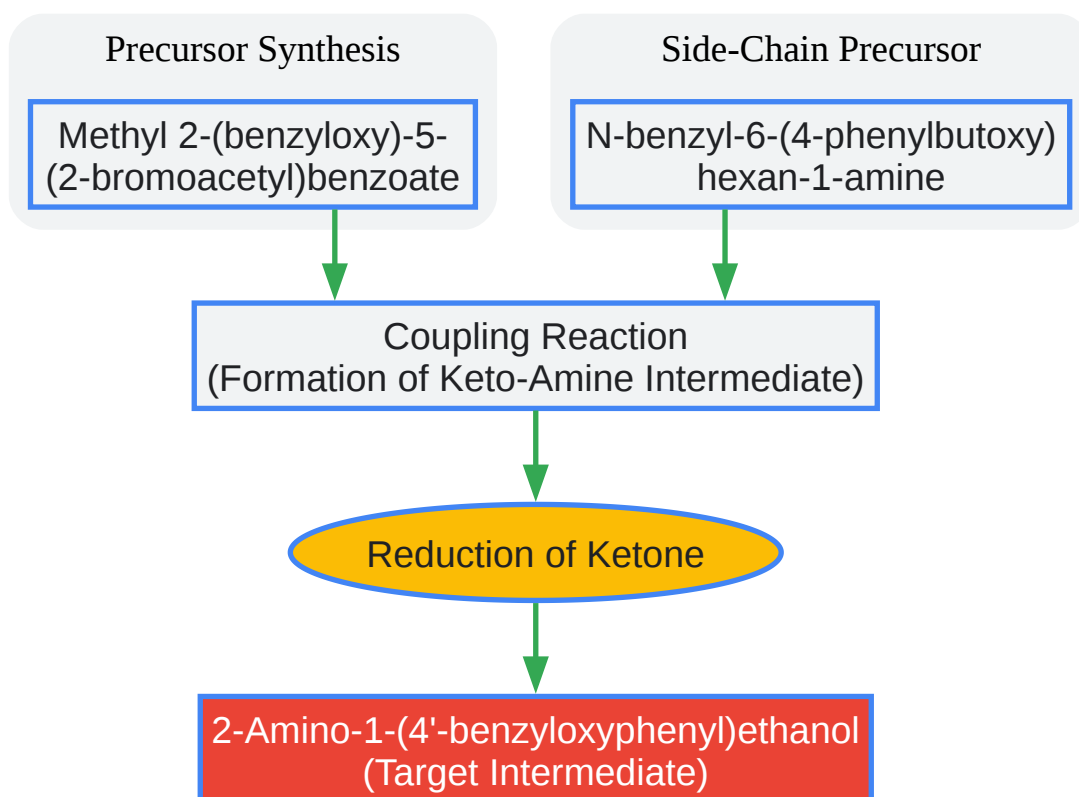 Precursor Synthesis
Side-Chain Precursor
Methyl 2-(benzyloxy)-5-
(2-bromoacetyl)benzoate
N-benzyl-6-(4-phenylbutoxy)
hexan-1-amine
Coupling Reaction
(Formation of Keto-Amine Intermediate)
Reduction of Ketone
2-Amino-1-(4'-benzyloxyphenyl)ethanol
(Target Intermediate)